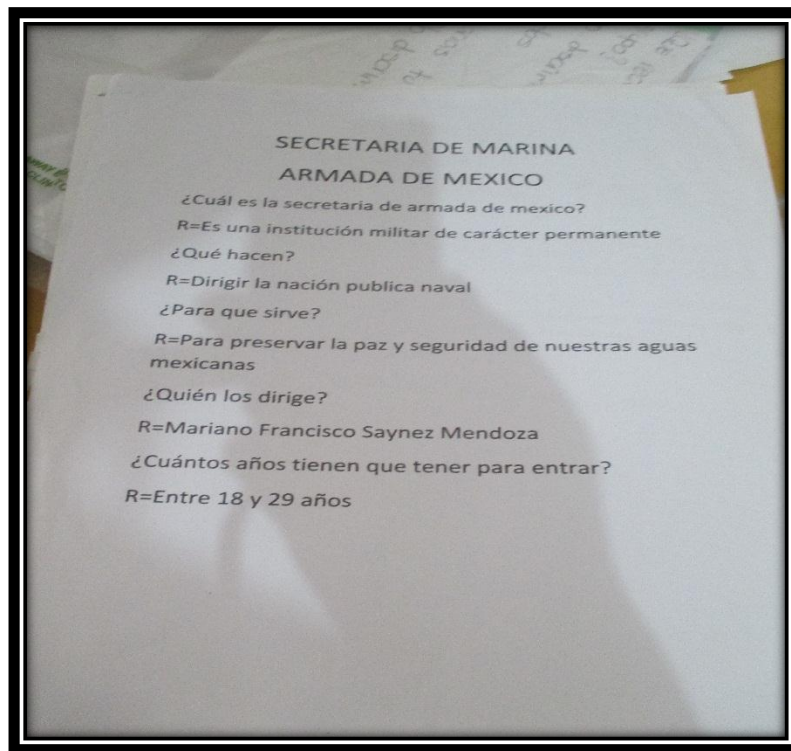 SECRETARIA DE MARINA
ARMADA DE MEXICO
¿Cuál es la secretaria de armada de mexico?
R=Es una institución militar de carácter permanente
¿Qué hacen?
R=Dirigir la nación publica naval
¿Para que sirve?
R=Para preservar la paz y seguridad de nuestras aguas
mexicanas
¿Quién los dirige?
R=Mariano Francisco Saynez Mendoza
¿Cuántos años tienen que tener para entrar?
R=Entre 18 y 29 años